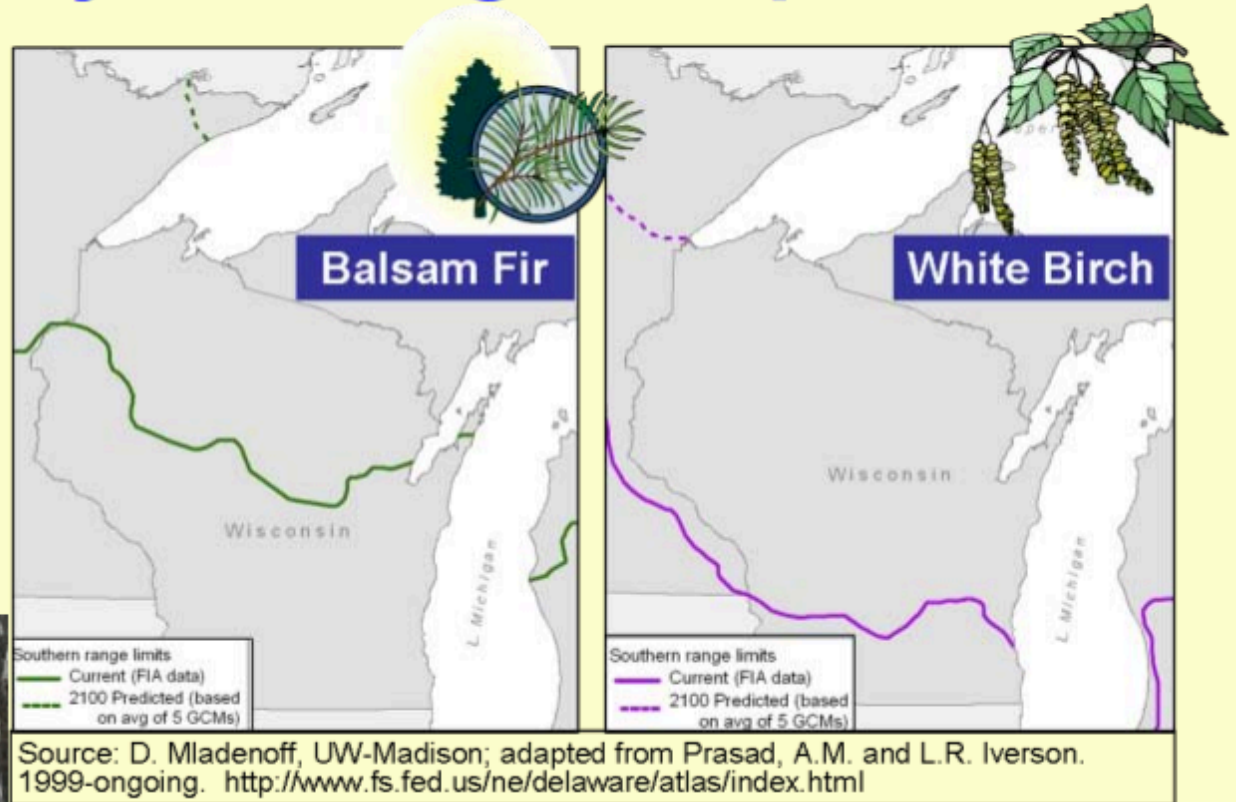 Balsam Fir
Wisconsin
L Michigan
Southern range limits
Current (FIA data)
2100 Predicted (based
on avg of 5 GCMs)
White Birch
Wisconsin
L Michigan
Southern range limits
Current (FIA data)
2100 Predicted (based
on avg of 5 GCMs)
Source: D. Mladenoff, UW-Madison; adapted from Prasad, A.M. and L.R. Iverson.
1999-ongoing. http://www.fs.fed.us/ne/delaware/atlas/index.html